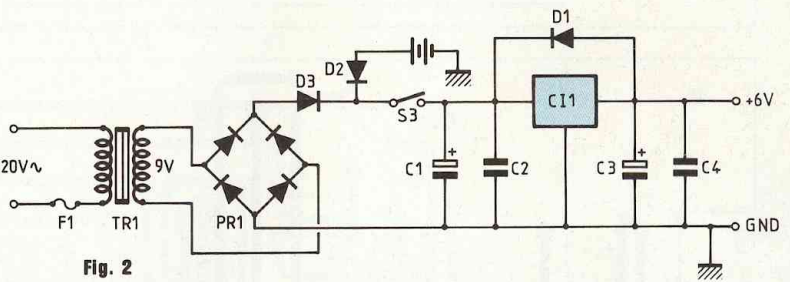 D1
D2
D3
S3
CI1
+6V
20V~
F1
TR1
9V
PR1
C1
+
C2
C3
+
C4
GND
Fig. 2